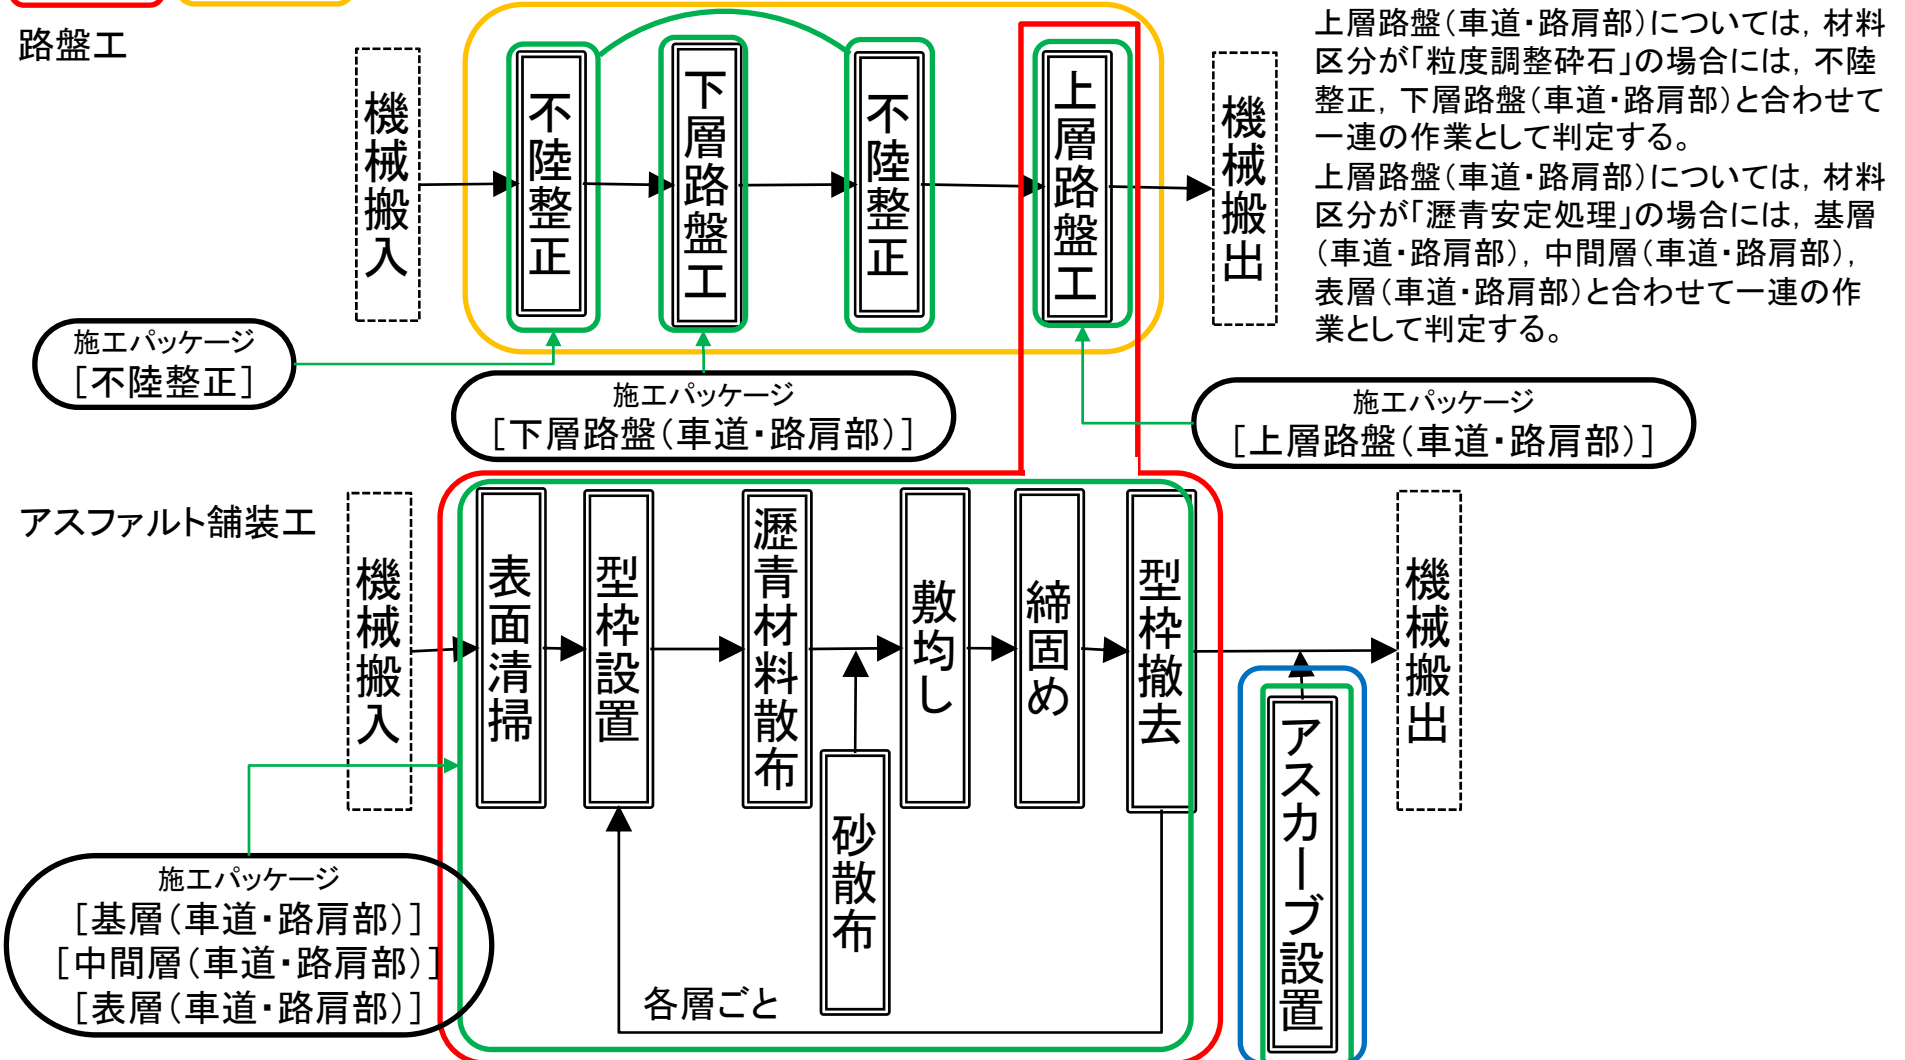 路盤工
機械搬入
不陸整正
下層路盤工
不陸整正
上層路盤工
機械搬出
上層路盤（車道・路肩部）については，材料
区分が「粒度調整砕石」の場合には，不陸
整正，下層路盤（車道・路肩部）と合わせて
一連の作業として判定する。
上層路盤（車道・路肩部）については，材料
区分が「瀝青安定処理」の場合には，基層
（車道・路肩部），中間層（車道・路肩部），
表層（車道・路肩部）と合わせて一連の作
業として判定する。
施工パッケージ
［不陸整正］
施工パッケージ
［下層路盤（車道・路肩部）］
施工パッケージ
［上層路盤（車道・路肩部）］
アスファルト舗装工
機械搬入
表面清掃
型枠設置
瀝青材料散布
砂散布
敷均し
締固め
型枠撤去
アスカーブ設置
機械搬出
施工パッケージ
［基層（車道・路肩部）］
［中間層（車道・路肩部）］
［表層（車道・路肩部）］
各層ごと